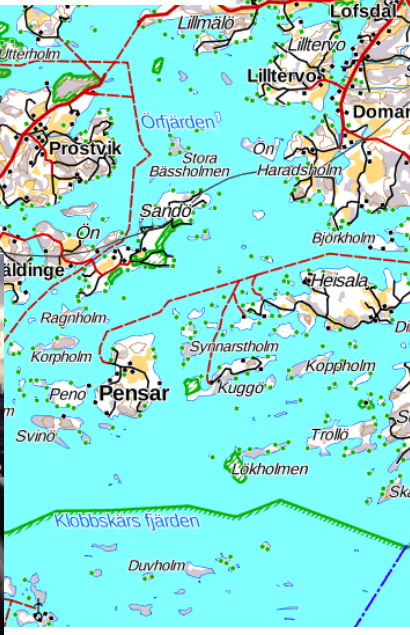 Lofsdal
Lillmälö
Lilltervo
Utterholm
Lilltervo
Domar
Örfjärden
Prostvik
Ön
Stora
Bässholmen
Haradsholm
Sandö
Ön
Björkholm
äldinge
Heisala
Ragnholm
Synnarstholm
Korpholm
Koppholm
Peno
Pensar
Kuggö
Svinö
Trollö
Lökholmen
Klobbskärs fjärden
Duvholm